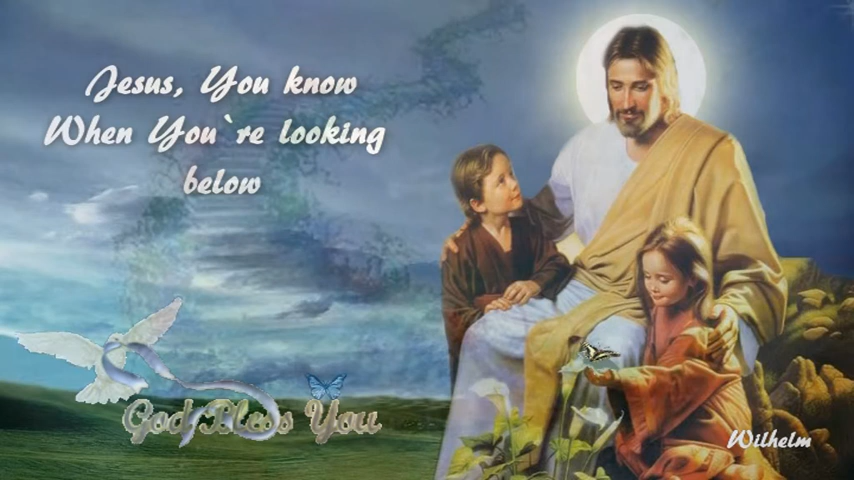 Jesus, You know
When You`re looking
below
God Bless You
Wilhelm